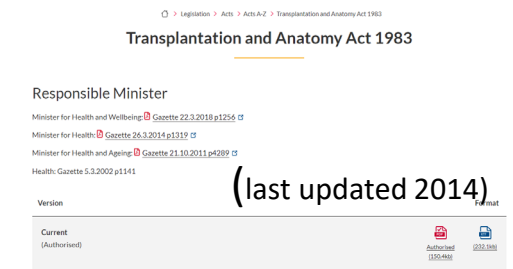 > Legislation > Acts > Acts A-Z > Transplantation and Anatomy Act 1983
Transplantation and Anatomy Act 1983
Responsible Minister
Minister for Health and Wellbeing: Gazette 22.3.2018 p1256
Minister for Health: Gazette 26.3.2014 p1319
Minister for Health and Ageing: Gazette 21.10.2011 p4289
Health: Gazette 5.3.2002 p1141
(last updated 2014)
Version Format
Current
(Authorised)
Authorised (232.1kb)
(150.4kb)